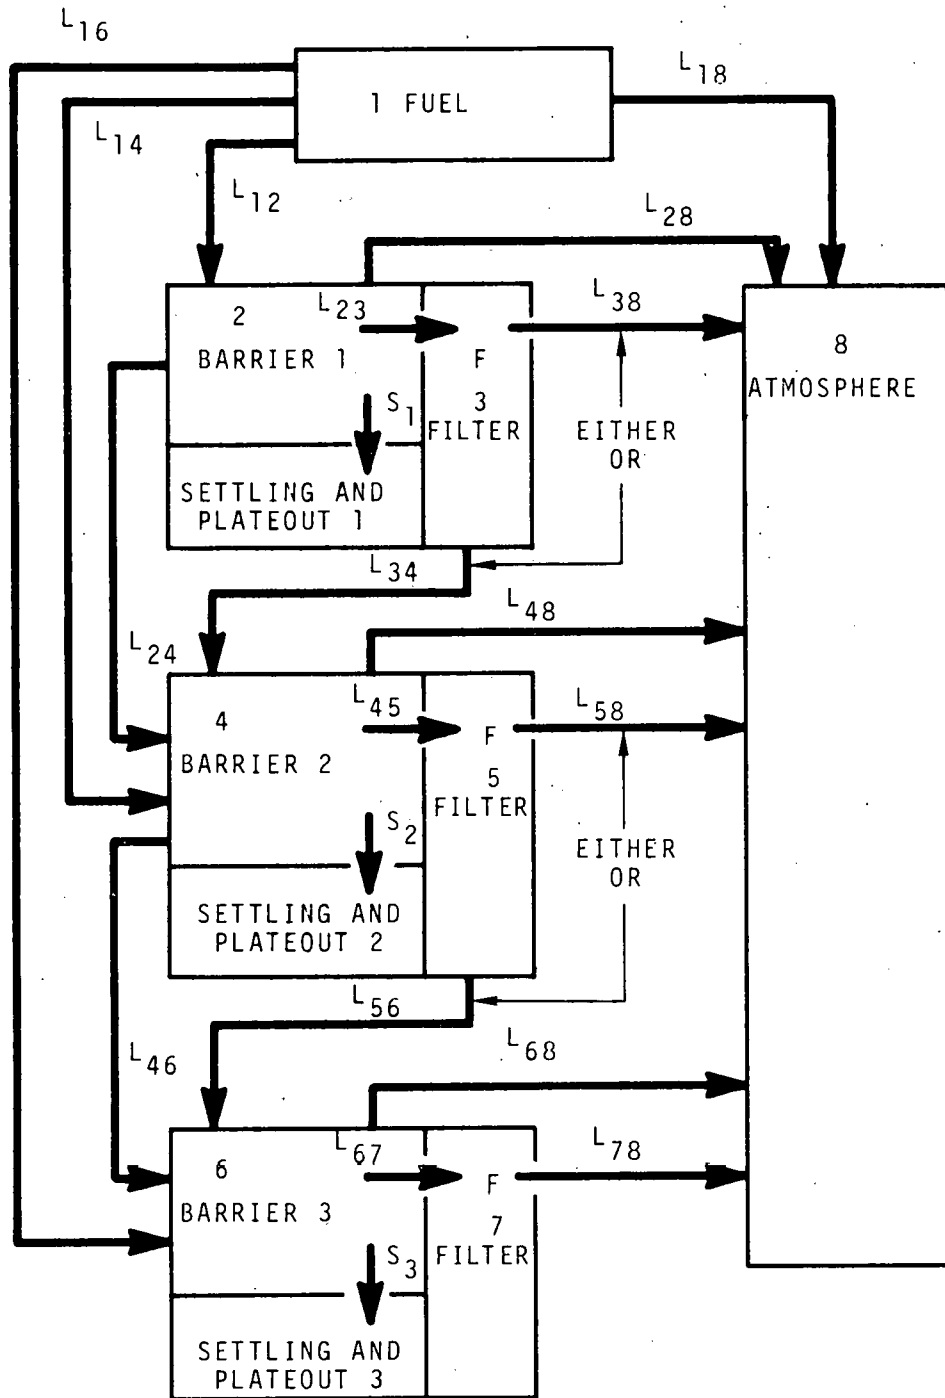 L16
1 FUEL
L18
L14
L12
L28
2
L23
BARRIER 1
S1
F
3
FILTER
L38
8
ATMOSPHERE
EITHER
OR
SETTLING AND
PLATEOUT 1
L34
L48
L24
4
L45
BARRIER 2
S2
F
5
FILTER
L58
EITHER
OR
SETTLING AND
PLATEOUT 2
L56
L68
L46
6
L67
BARRIER 3
S3
F
7
FILTER
L78
SETTLING AND
PLATEOUT 3